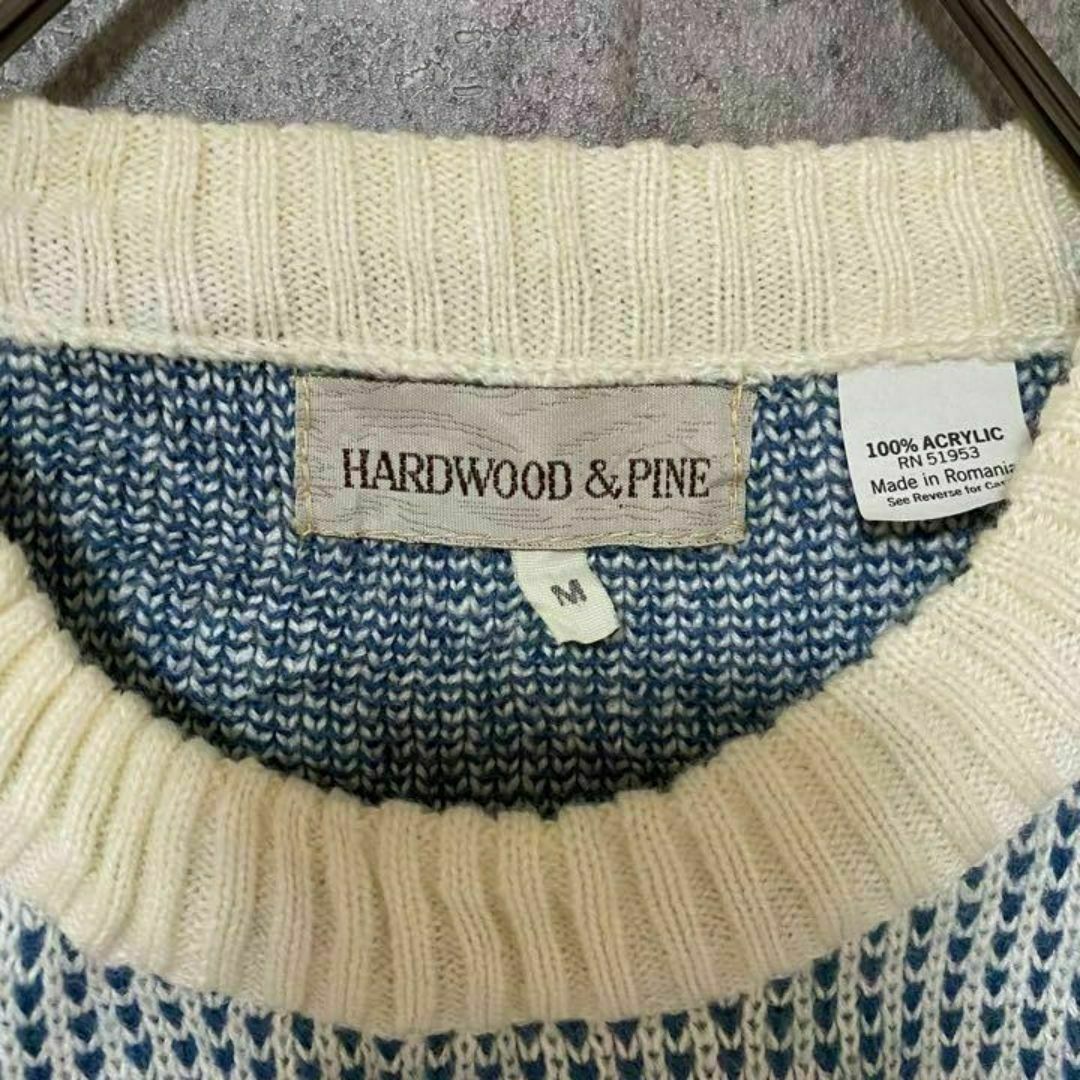 HARDWOOD & PINE
M
100% ACRYLIC
RN 51953
Made in Romania
See Reverse for